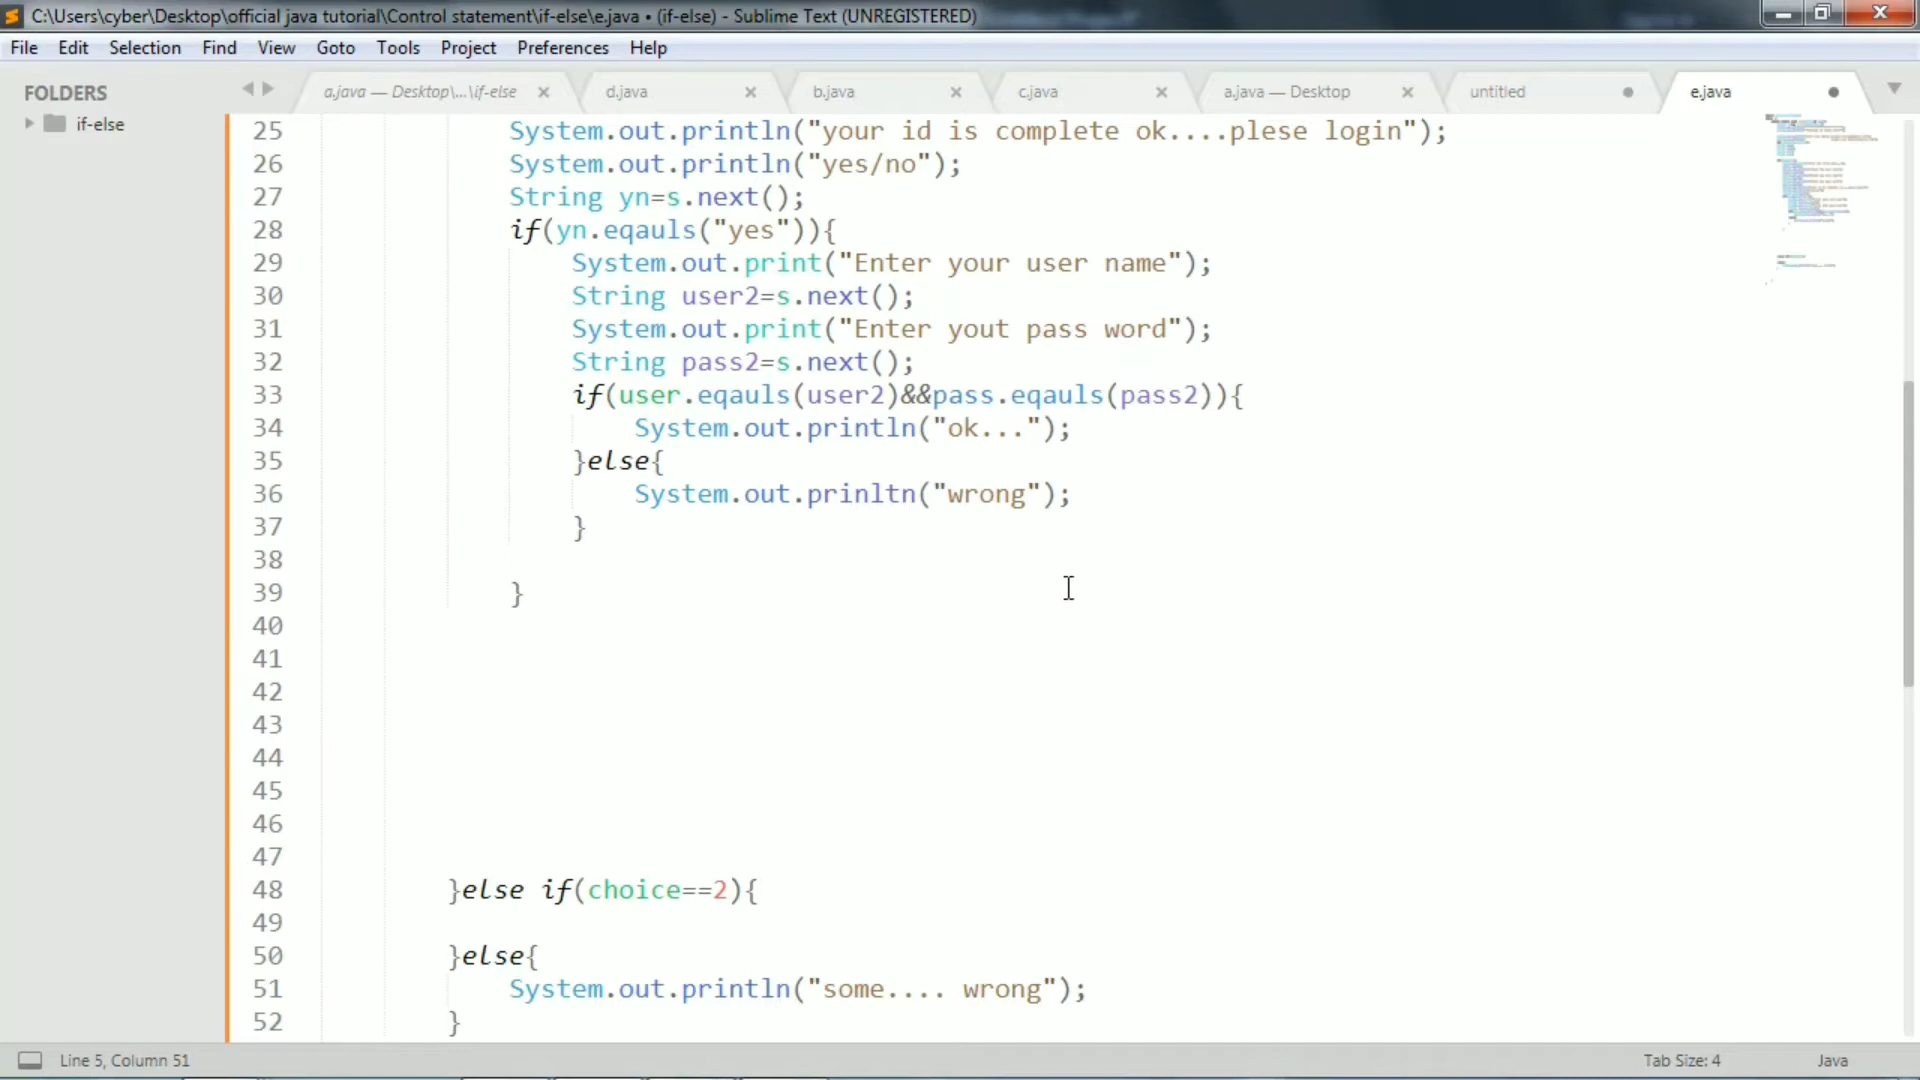 C:\Users\cyber\Desktop\official java tutorial\Control statement\if-else\e.java • (if-else) - Sublime Text (UNREGISTERED)
File Edit Selection Find View Goto Tools Project Preferences Help
FOLDERS
if-else
a.java — Desktop\...\if-else d.java b.java c.java a.java — Desktop untitled e.java
25 System.out.println("your id is complete ok....plese login");
26 System.out.println("yes/no");
27 String yn=s.next();
28 if(yn.eqauls("yes")){
29 System.out.print("Enter your user name");
30 String user2=s.next();
31 System.out.print("Enter yout pass word");
32 String pass2=s.next();
33 if(user.eqauls(user2)&&pass.eqauls(pass2)){
34 System.out.println("ok...");
35 }else{
36 System.out.prinltn("wrong");
37 }
38
39 }
40
41
42
43
44
45
46
47
48 }else if(choice==2){
49
50 }else{
51 System.out.println("some.... wrong");
52 }
Line 5, Column 51 Tab Size: 4 Java